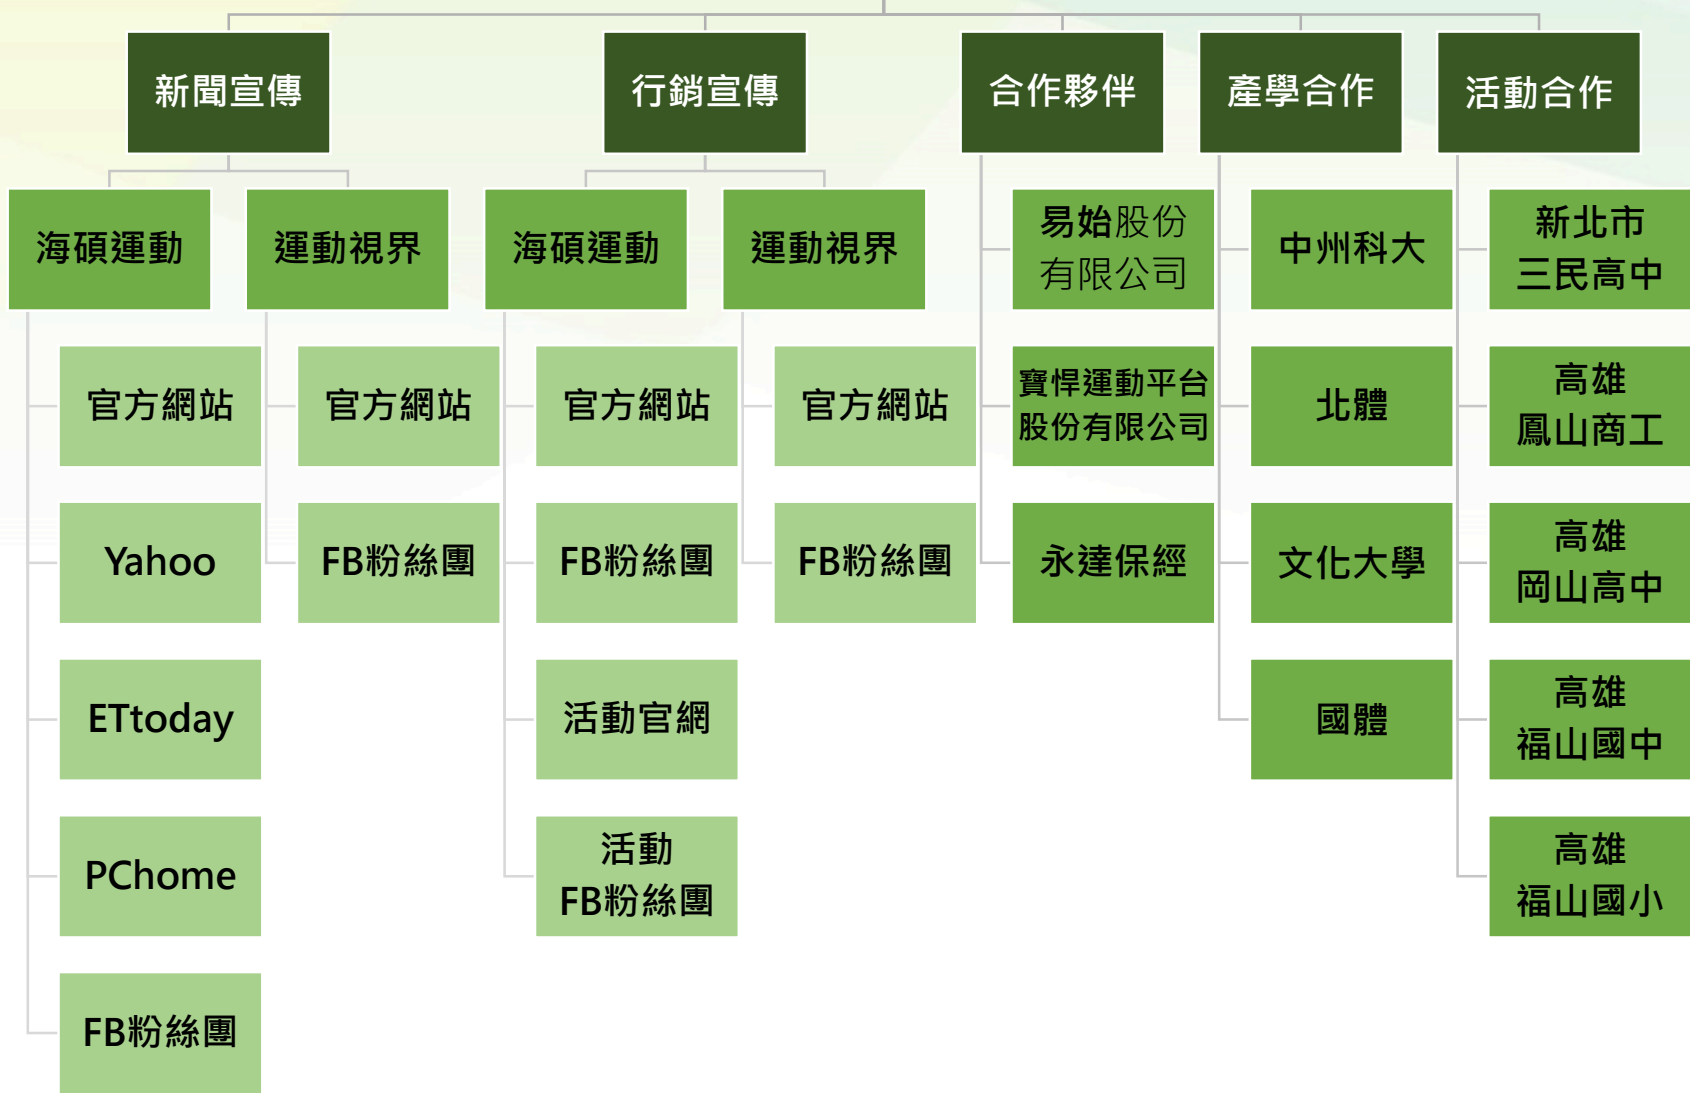 新聞宣傳
行銷宣傳
合作夥伴
產學合作
活動合作
海碩運動
運動視界
海碩運動
運動視界
易始股份
有限公司
中州科大
新北市
三民高中
官方網站
官方網站
官方網站
官方網站
寶悍運動平台
股份有限公司
北體
高雄
鳳山商工
Yahoo
FB粉絲團
FB粉絲團
FB粉絲團
永達保經
文化大學
高雄
岡山高中
ETtoday
活動官網
國體
高雄
福山國中
PChome
活動
FB粉絲團
高雄
福山國小
FB粉絲團